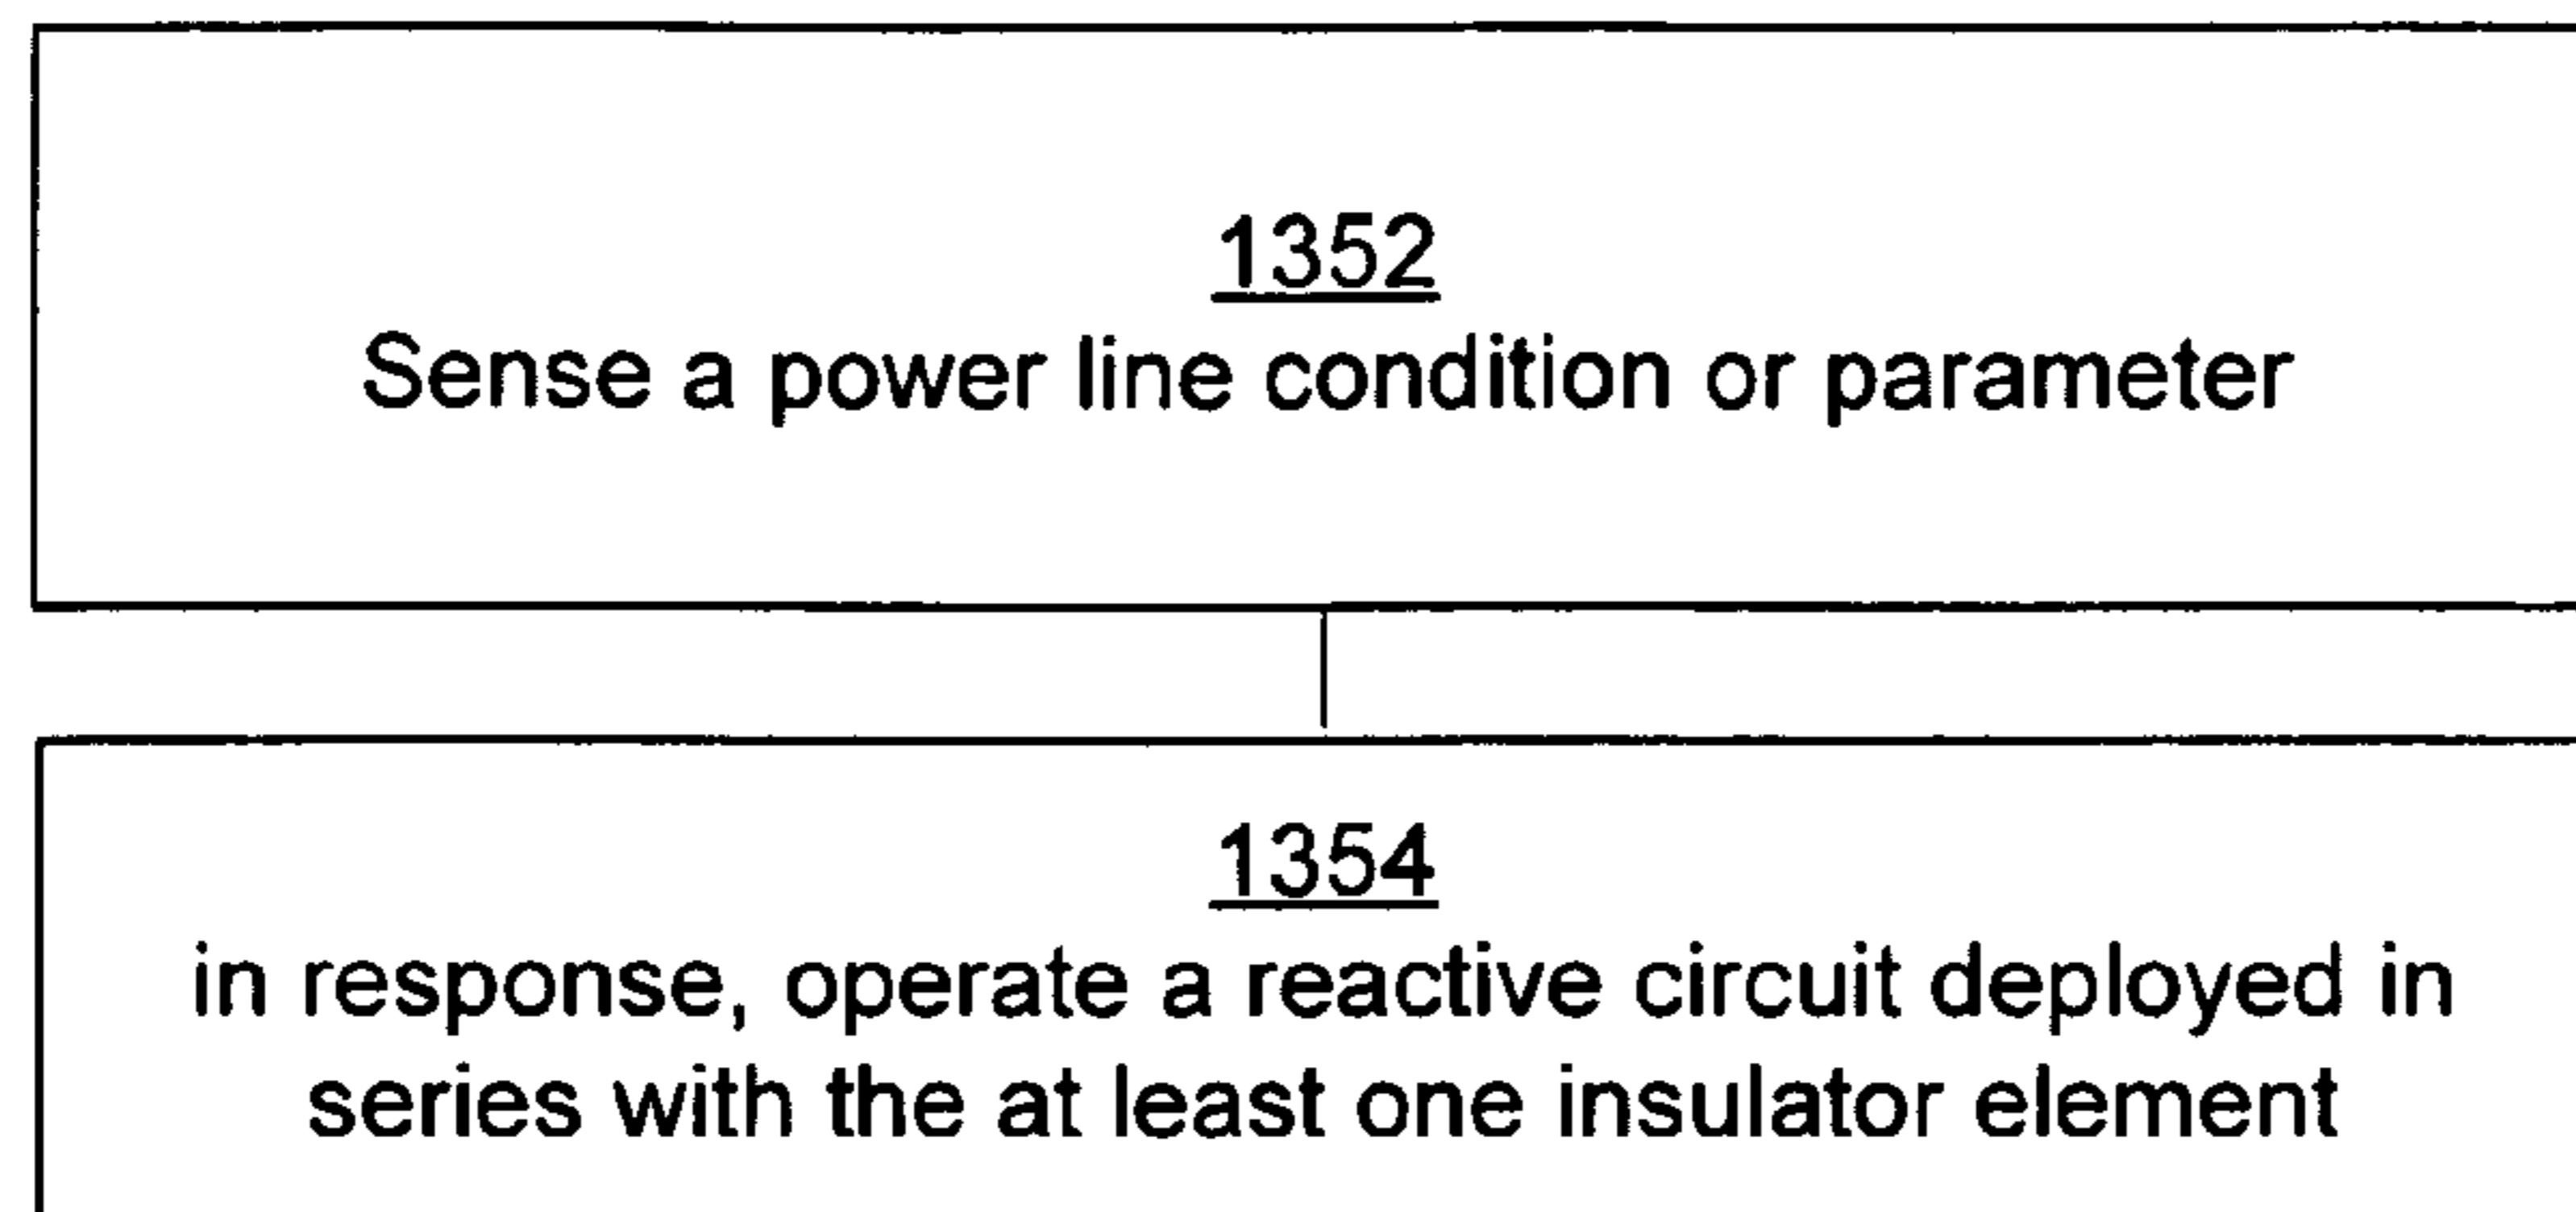 1352
Sense a power line condition or parameter
1354
in response, operate a reactive circuit deployed in
series with the at least one insulator element